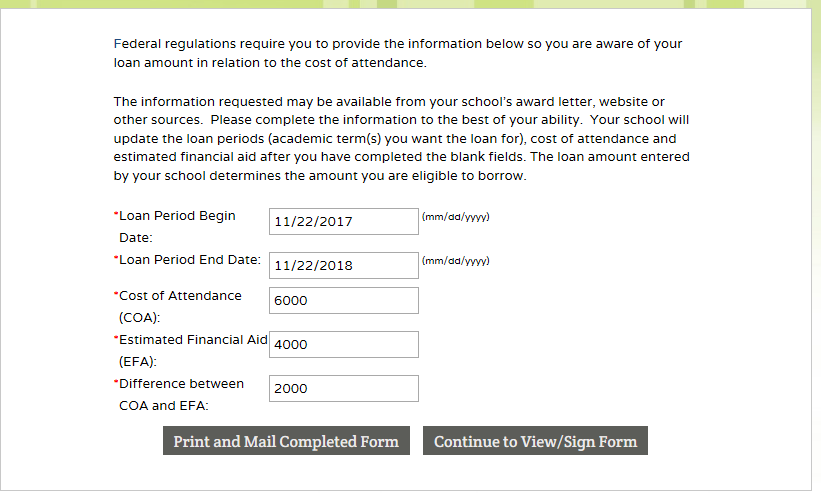 Federal regulations require you to provide the information below so you are aware of your
loan amount in relation to the cost of attendance.
The information requested may be available from your school's award letter, website or
other sources.  Please complete the information to the best of your ability.  Your school will
update the loan periods (academic term(s) you want the loan for), cost of attendance and
estimated financial aid after you have completed the blank fields. The loan amount entered
by your school determines the amount you are eligible to borrow.
*Loan Period Begin
Date:
11/22/2017 (mm/dd/yyyy)
*Loan Period End Date: 11/22/2018 (mm/dd/yyyy)
*Cost of Attendance
(COA):
6000
*Estimated Financial Aid
(EFA):
4000
*Difference between
COA and EFA:
2000
Print and Mail Completed Form
Continue to View/Sign Form